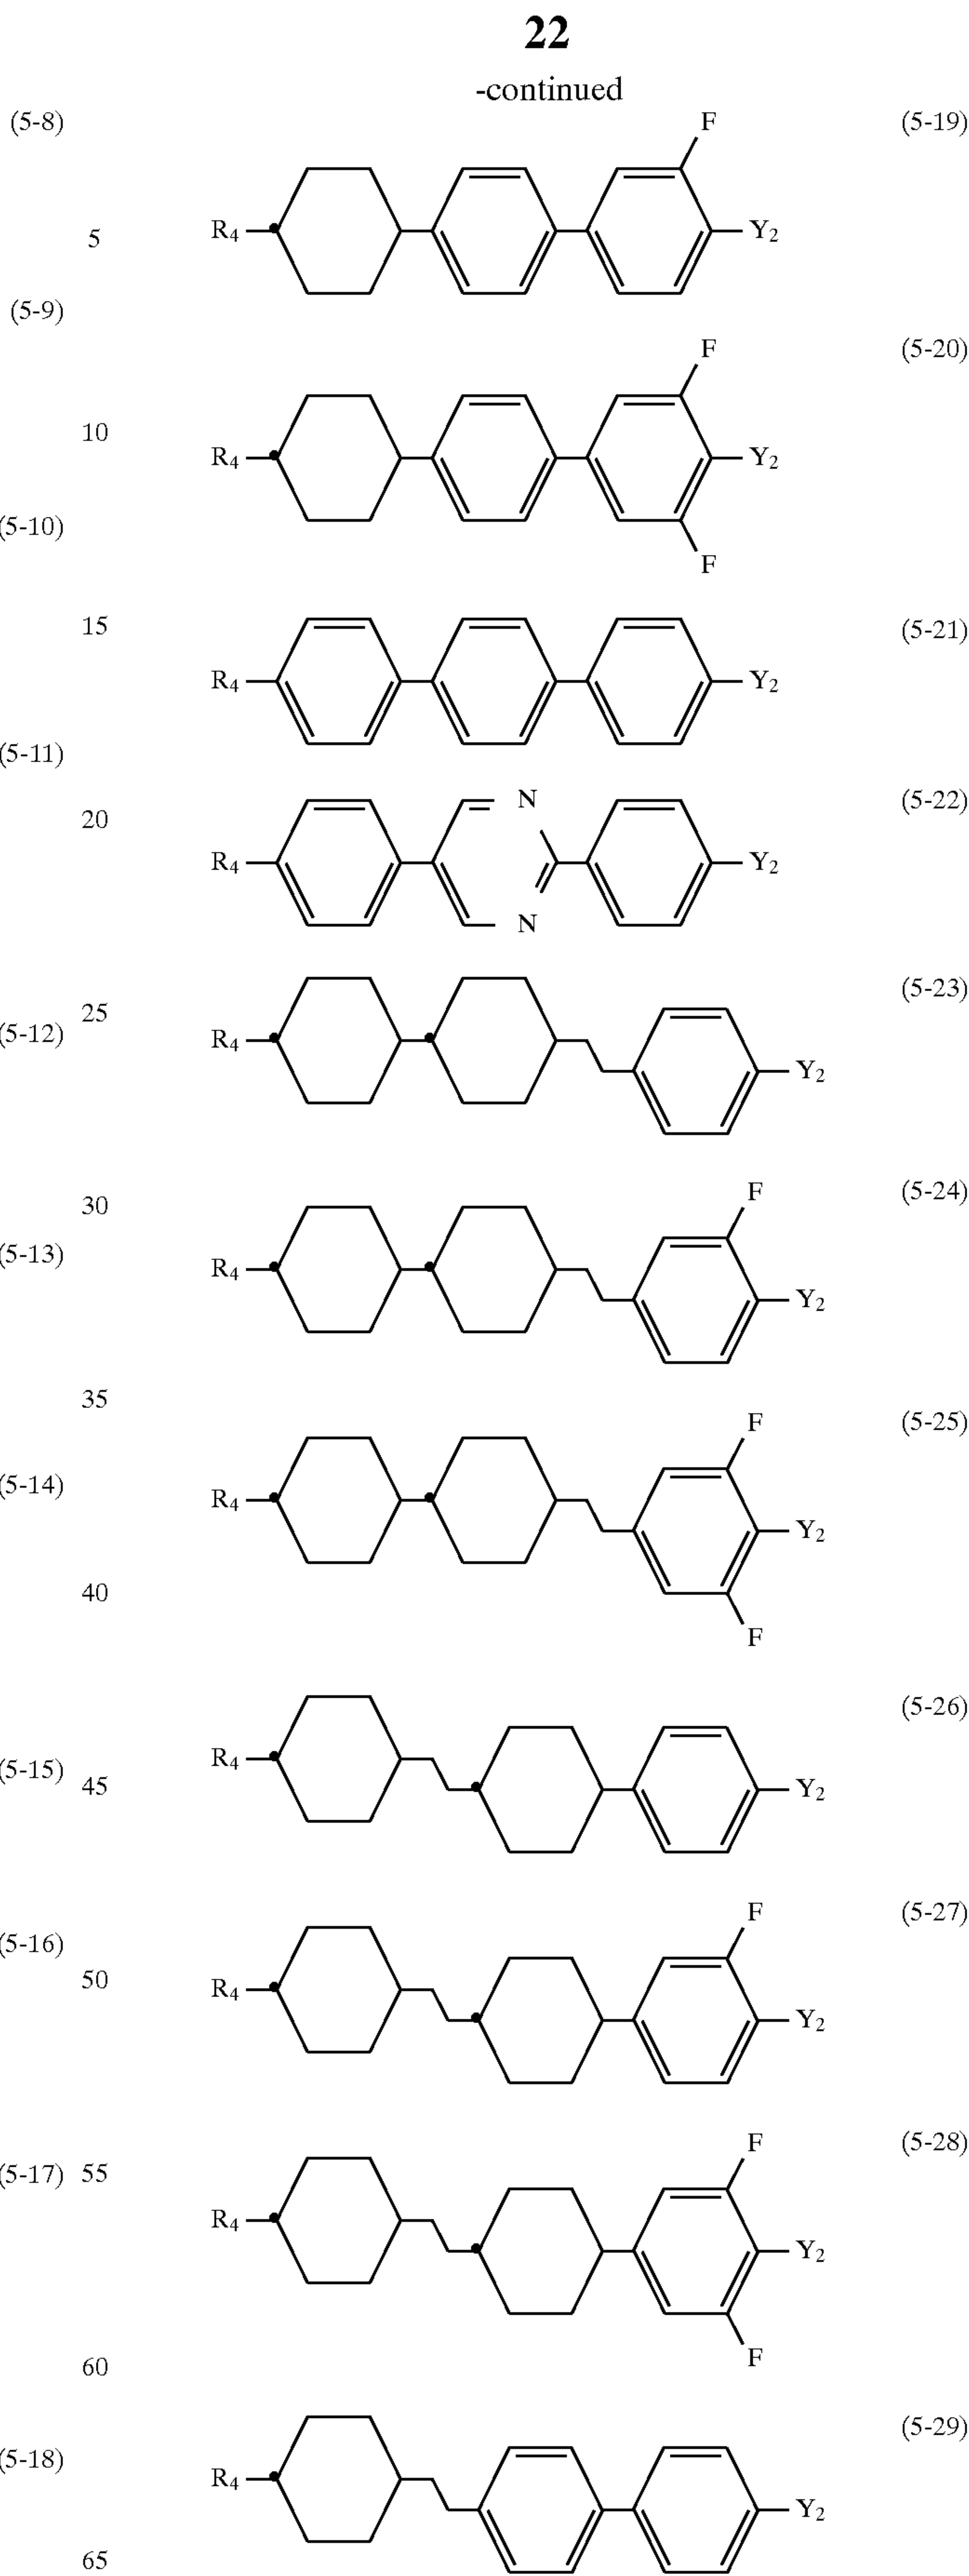 22
-continued
(5-8)
F
(5-19)
R4
Y2
5
(5-9)
F
(5-20)
10
R4
Y2
(5-10)
F
15
(5-21)
R4
Y2
(5-11)
N
(5-22)
20
R4
Y2
N
(5-23)
25
(5-12)
R4
Y2
F
(5-24)
30
(5-13)
R4
Y2
35
F
(5-25)
(5-14)
R4
Y2
40
F
(5-26)
R4
(5-15)
45
Y2
F
(5-27)
(5-16)
50
R4
Y2
F
(5-28)
(5-17)
55
R4
Y2
F
60
(5-29)
(5-18)
R4
Y2
65